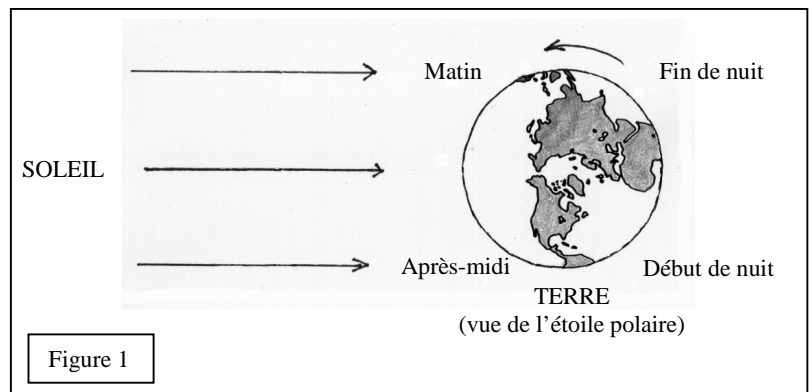 Matin
Fin de nuit
SOLEIL
Après-midi
Début de nuit
TERRE
(vue de l’étoile polaire)
Figure 1